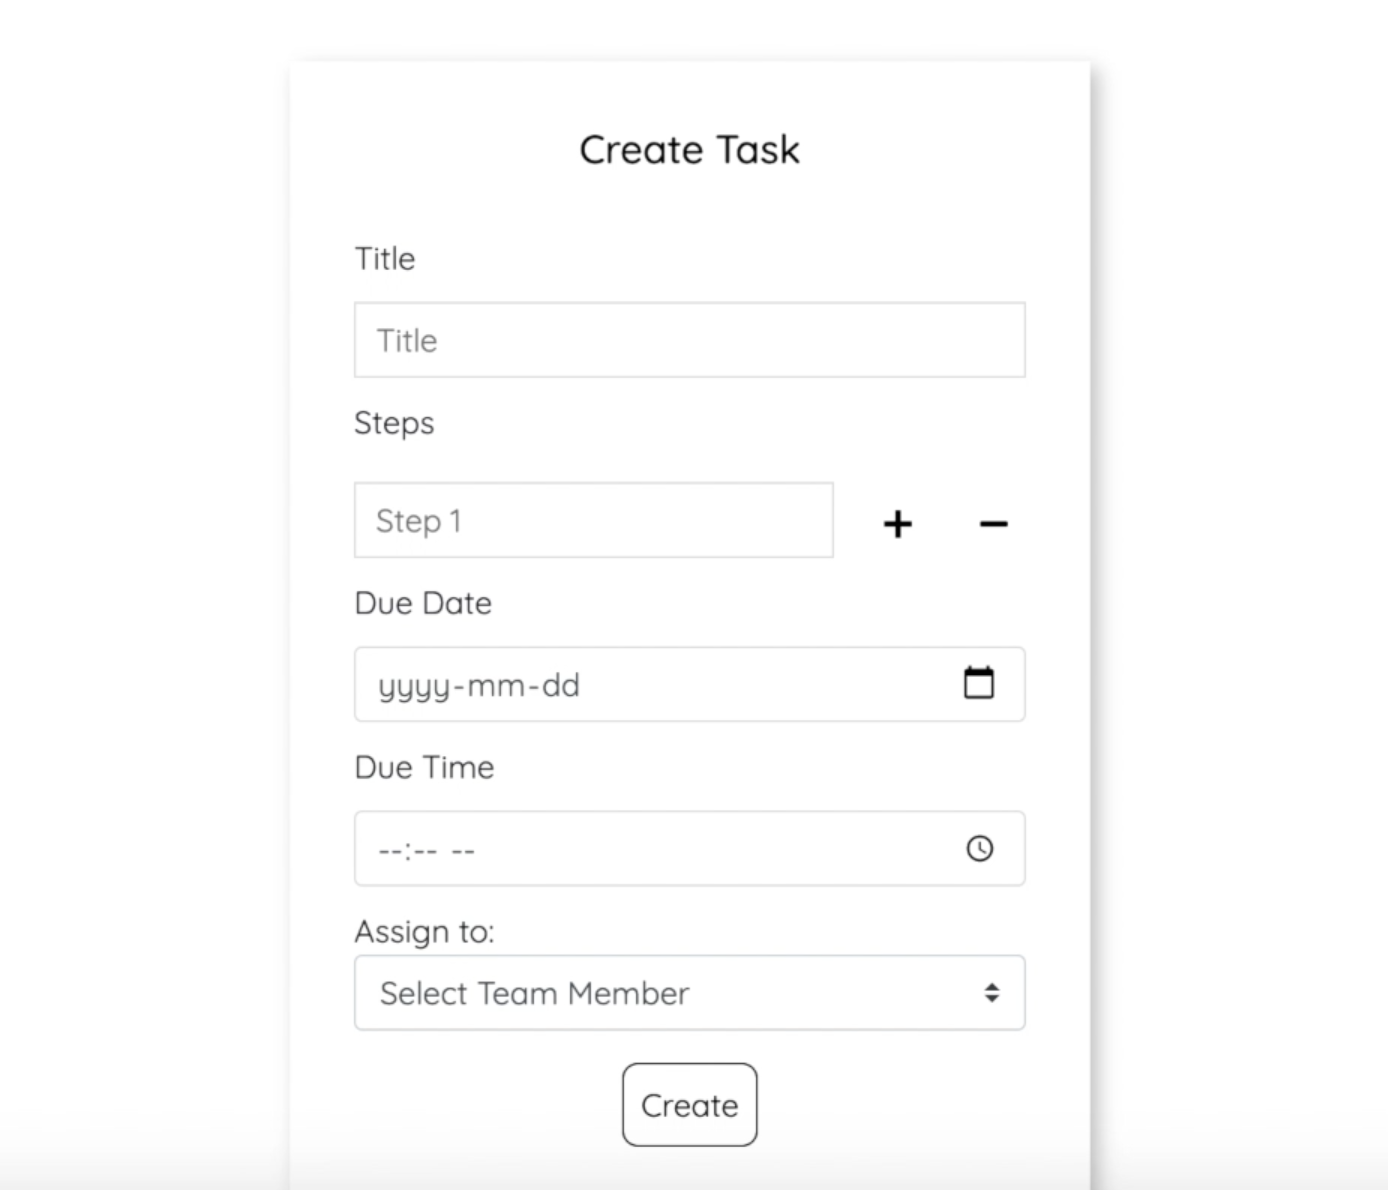 Create Task
Title
Title
Steps
Step 1
Due Date
yyyy-mm-dd
Due Time
--:-- --
Assign to:
Select Team Member
Create